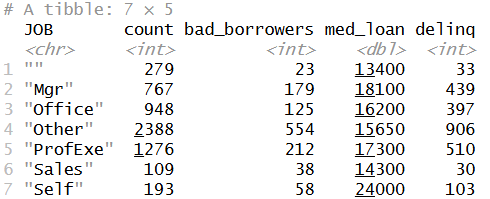 # A tibble: 7 × 5
JOB count bad_borrowers med_loan delinq
<chr> <int> <int> <dbl> <int>
1 "" 279 23 13400 33
2 "Mgr" 767 179 18100 439
3 "Office" 948 125 16200 397
4 "Other" 2388 554 15650 906
5 "ProfExe" 1276 212 17300 510
6 "Sales" 109 38 14300 30
7 "Self" 193 58 24000 103